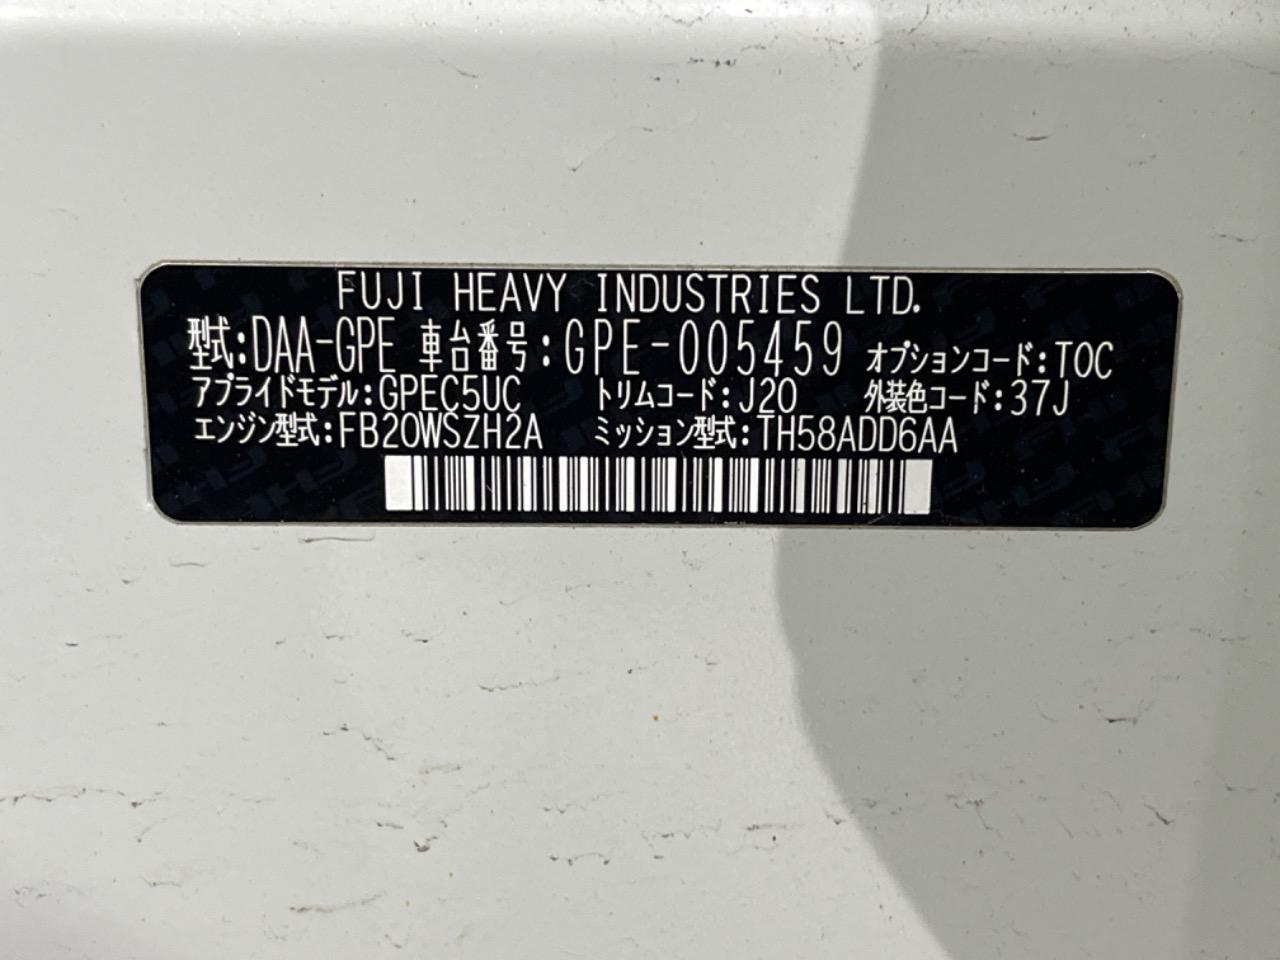 FUJI HEAVY INDUSTRIES LTD.
型式:DAA-GPE 車台番号:GPE-005459 オプションコード:TOC
アプライドモデル:GPEC5UC トリムコード:J20 外装色コード:37J
エンジン型式:FB20WSZH2A ミッション型式:TH58ADD6AA